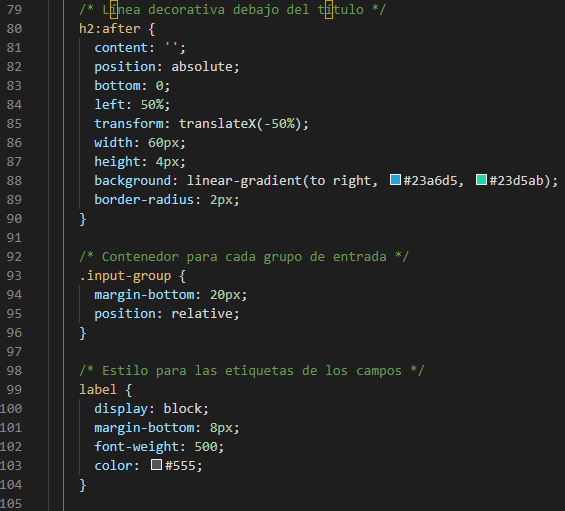 79 /* Línea decorativa debajo del título */
80 h2:after {
81 content: '';
82 position: absolute;
83 bottom: 0;
84 left: 50%;
85 transform: translateX(-50%);
86 width: 60px;
87 height: 4px;
88 background: linear-gradient(to right, #23a6d5, #23d5ab);
89 border-radius: 2px;
90 }
91
92 /* Contenedor para cada grupo de entrada */
93 .input-group {
94 margin-bottom: 20px;
95 position: relative;
96 }
97
98 /* Estilo para las etiquetas de los campos */
99 label {
100 display: block;
101 margin-bottom: 8px;
102 font-weight: 500;
103 color: #555;
104 }
105